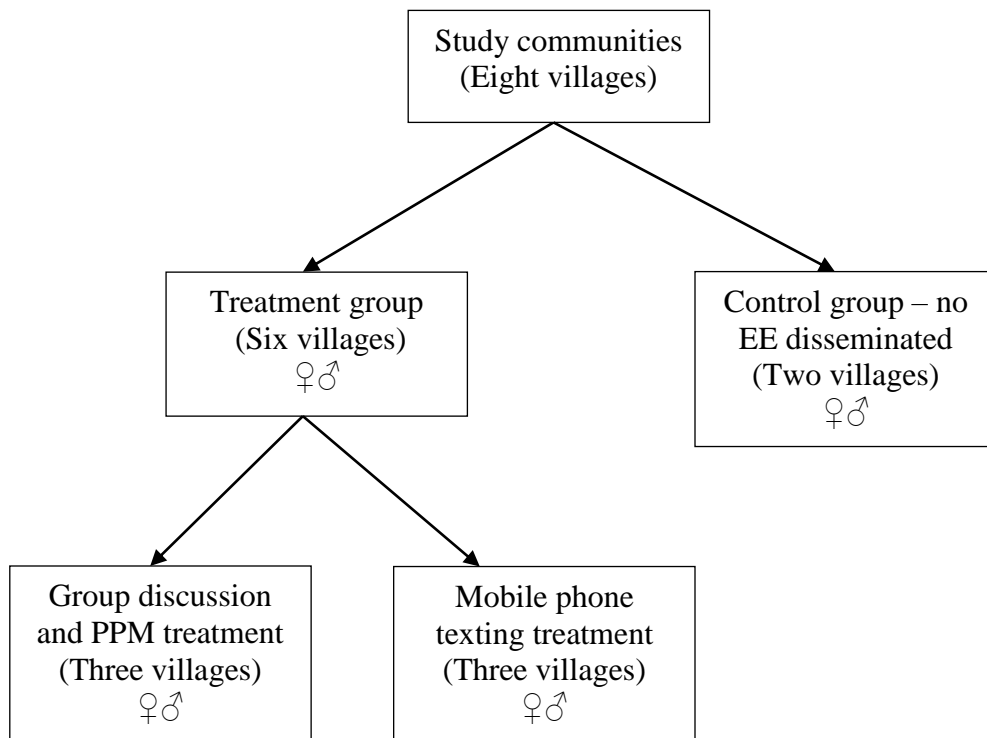 Study communities
(Eight villages)
Treatment group
(Six villages)
♀♂
Control group – no
EE disseminated
(Two villages)
♀♂
Group discussion
and PPM treatment
(Three villages)
♀♂
Mobile phone
texting treatment
(Three villages)
♀♂